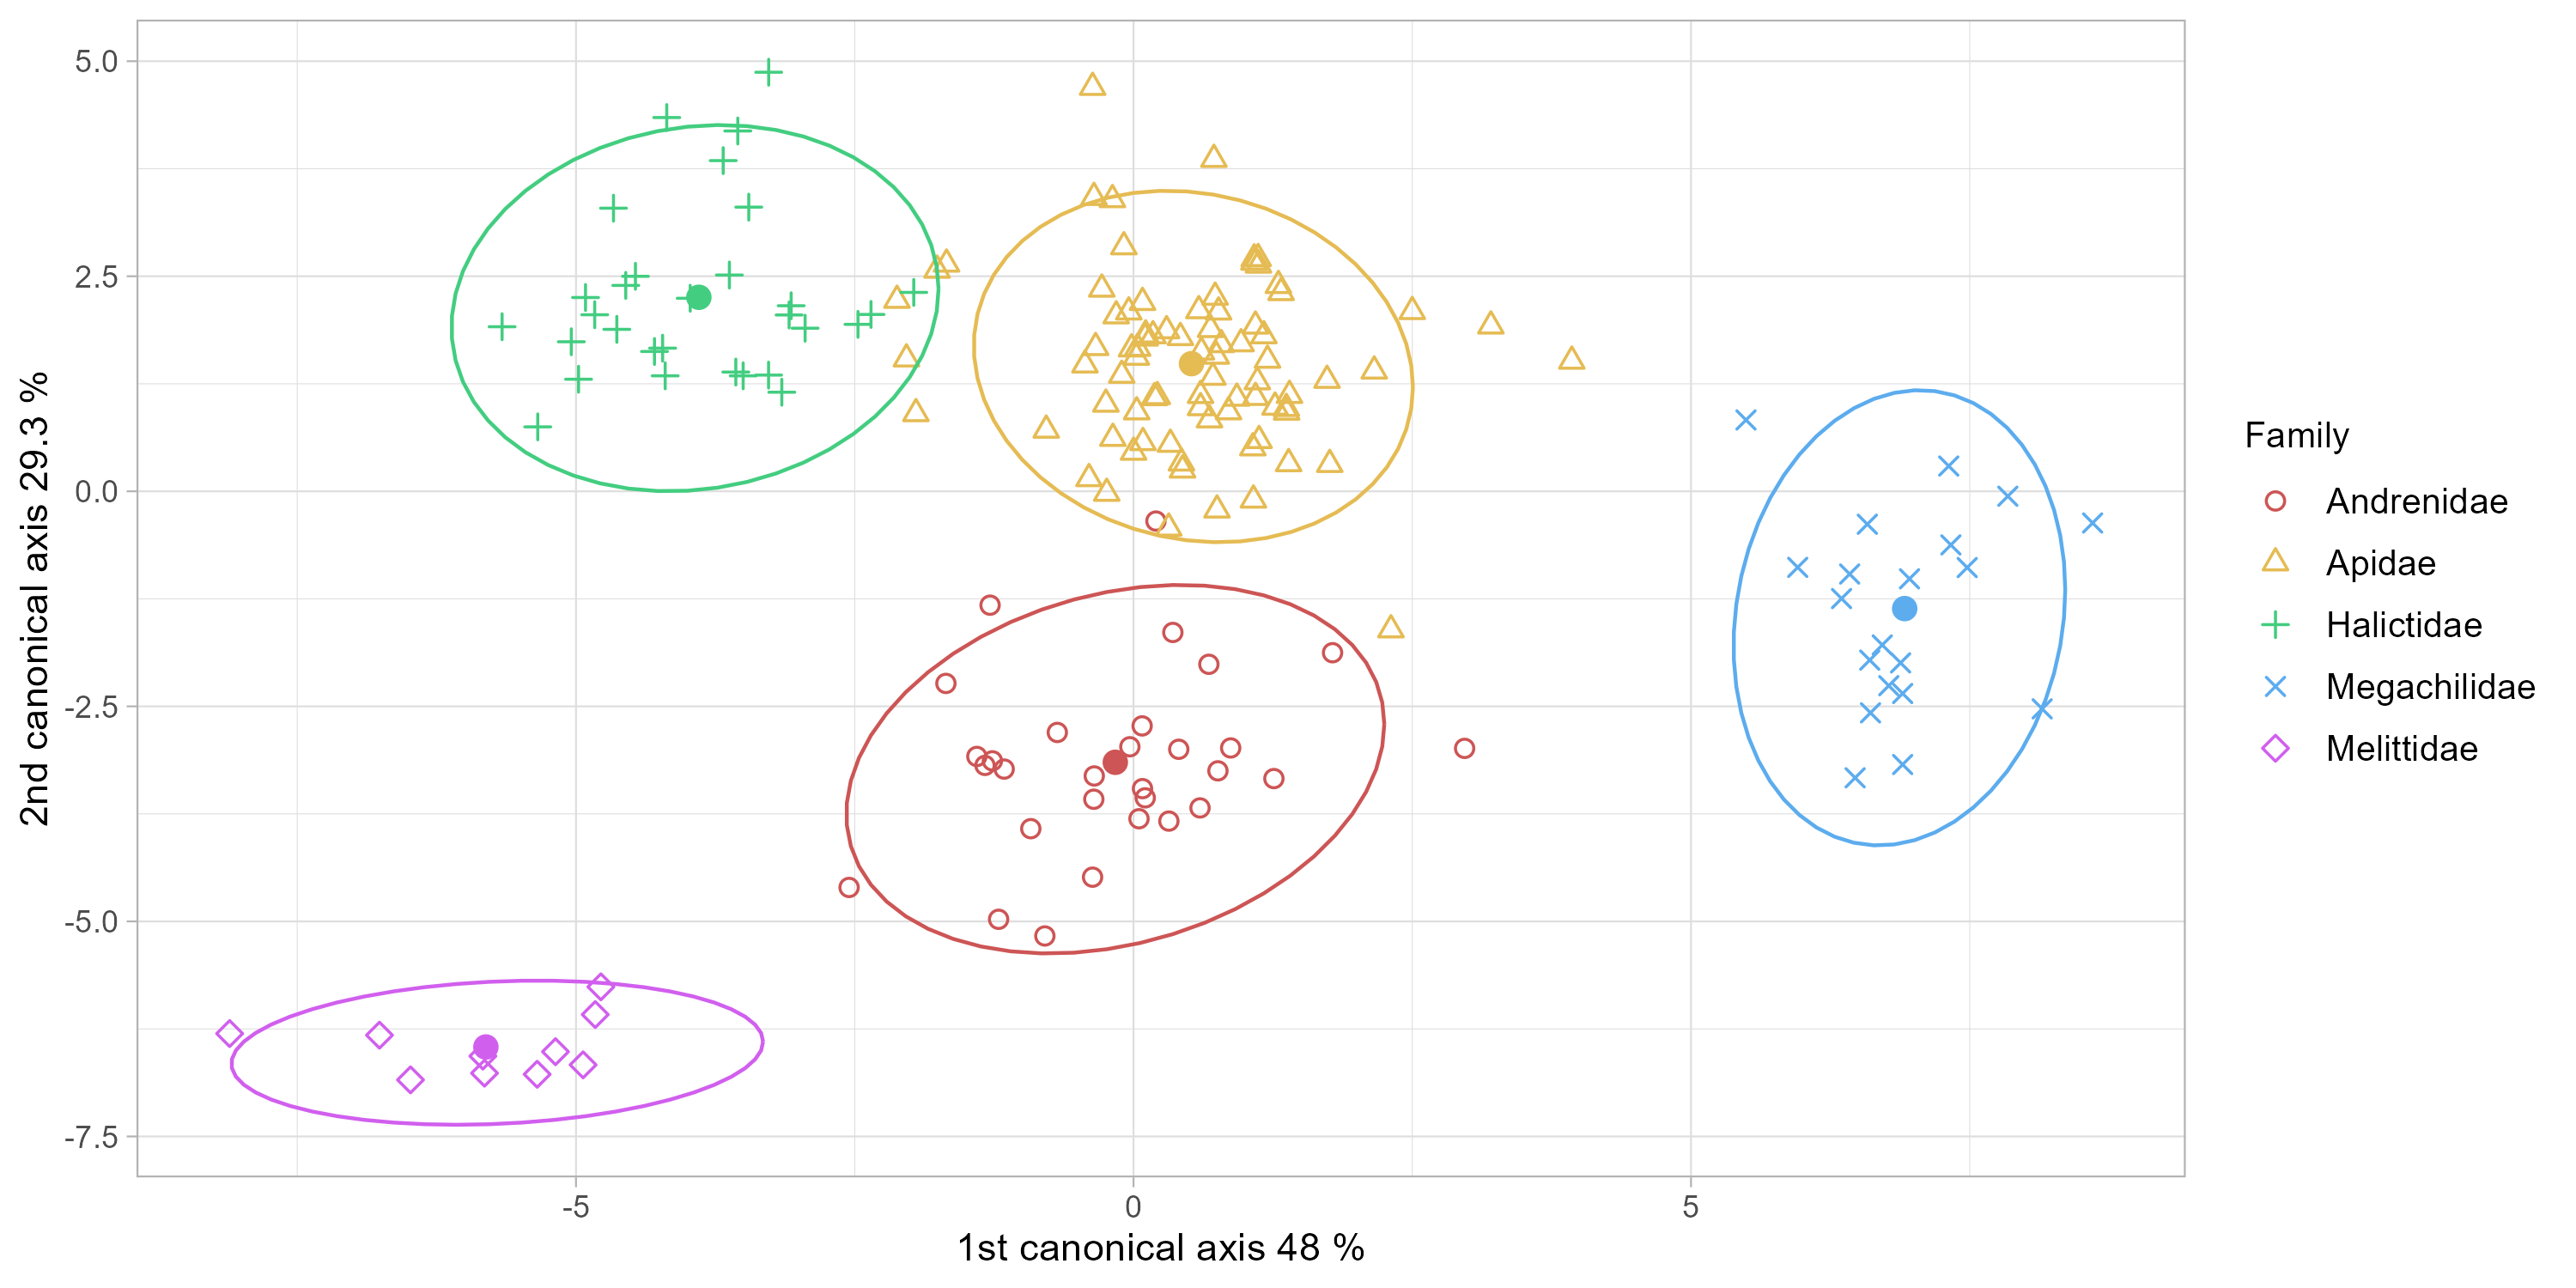 5.0
2.5
0.0
-2.5
-5.0
-7.5
2nd canonical axis 29.3 %
-5
0
5
1st canonical axis 48 %
Family
Andrenidae
Apidae
Halictidae
Megachilidae
Melittidae